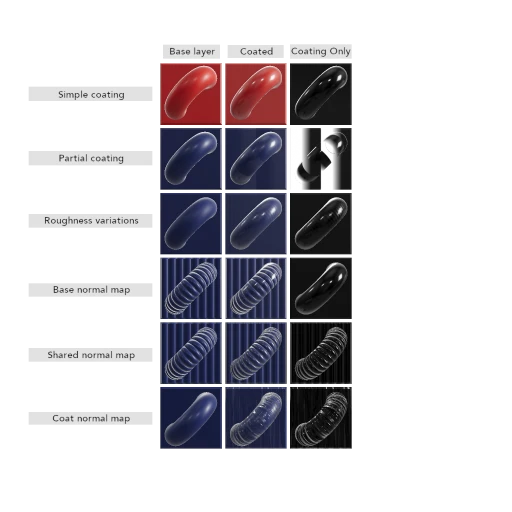 Base layer
Coated
Coating Only
Simple coating
Partial coating
Roughness variations
Base normal map
Shared normal map
Coat normal map